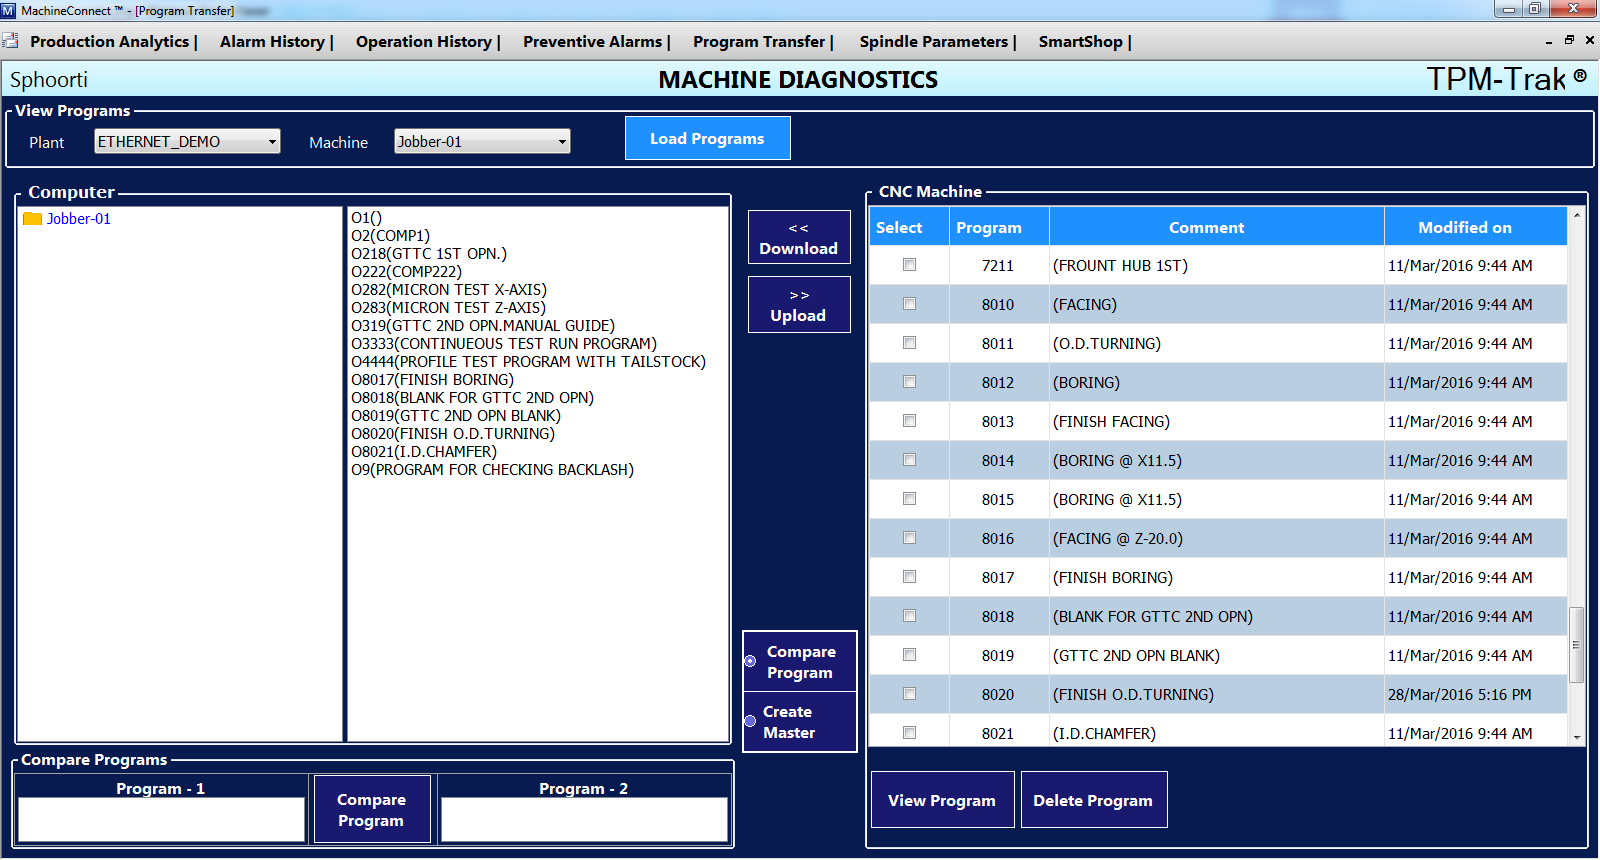 MachineConnect ™ - [Program Transfer]
Production Analytics | Alarm History | Operation History | Preventive Alarms | Program Transfer | Spindle Parameters | SmartShop |
Sphoorti MACHINE DIAGNOSTICS TPM-Trak ®
View Programs
Plant ETHERNET_DEMO Machine Jobber-01 Load Programs
Computer
Jobber-01
O1()
O2(COMP1)
O218(GTTC 1ST OPN.)
O222(COMP222)
O282(MICRON TEST X-AXIS)
O283(MICRON TEST Z-AXIS)
O319(GTTC 2ND OPN.MANUAL GUIDE)
O3333(CONTINUEOUS TEST RUN PROGRAM)
O4444(PROFILE TEST PROGRAM WITH TAILSTOCK)
O8017(FINISH BORING)
O8018(BLANK FOR GTTC 2ND OPN)
O8019(GTTC 2ND OPN BLANK)
O8020(FINISH O.D.TURNING)
O8021(I.D.CHAMFER)
O9(PROGRAM FOR CHECKING BACKLASH)
<<
Download
>>
Upload
Compare
Program
Create
Master
CNC Machine
Select Program Comment Modified on
7211 (FROUNT HUB 1ST) 11/Mar/2016 9:44 AM
8010 (FACING) 11/Mar/2016 9:44 AM
8011 (O.D.TURNING) 11/Mar/2016 9:44 AM
8012 (BORING) 11/Mar/2016 9:44 AM
8013 (FINISH FACING) 11/Mar/2016 9:44 AM
8014 (BORING @ X11.5) 11/Mar/2016 9:44 AM
8015 (BORING @ X11.5) 11/Mar/2016 9:44 AM
8016 (FACING @ Z-20.0) 11/Mar/2016 9:44 AM
8017 (FINISH BORING) 11/Mar/2016 9:44 AM
8018 (BLANK FOR GTTC 2ND OPN) 11/Mar/2016 9:44 AM
8019 (GTTC 2ND OPN BLANK) 11/Mar/2016 9:44 AM
8020 (FINISH O.D.TURNING) 28/Mar/2016 5:16 PM
8021 (I.D.CHAMFER) 11/Mar/2016 9:44 AM
View Program Delete Program
Compare Programs
Program - 1
Compare
Program
Program - 2